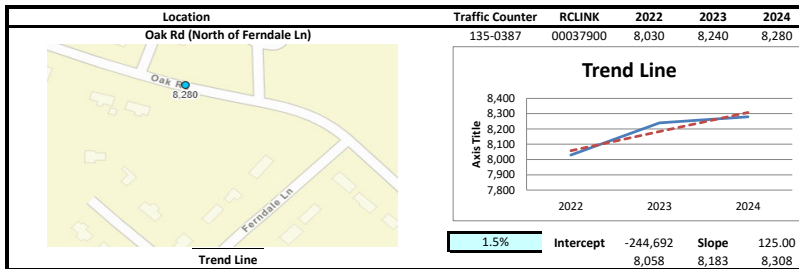 Location Traffic Counter RCLINK 2022 2023 2024
Oak Rd (North of Ferndale Ln) 135-0387 00037900 8,030 8,240 8,280
Oak Rd
8,280
Ferndale Ln
Trend Line
Axis Title
8,400
8,300
8,200
8,100
8,000
7,900
7,800
2022 2023 2024
1.5% Intercept -244,692 Slope 125.00
Trend Line 8,058 8,183 8,308